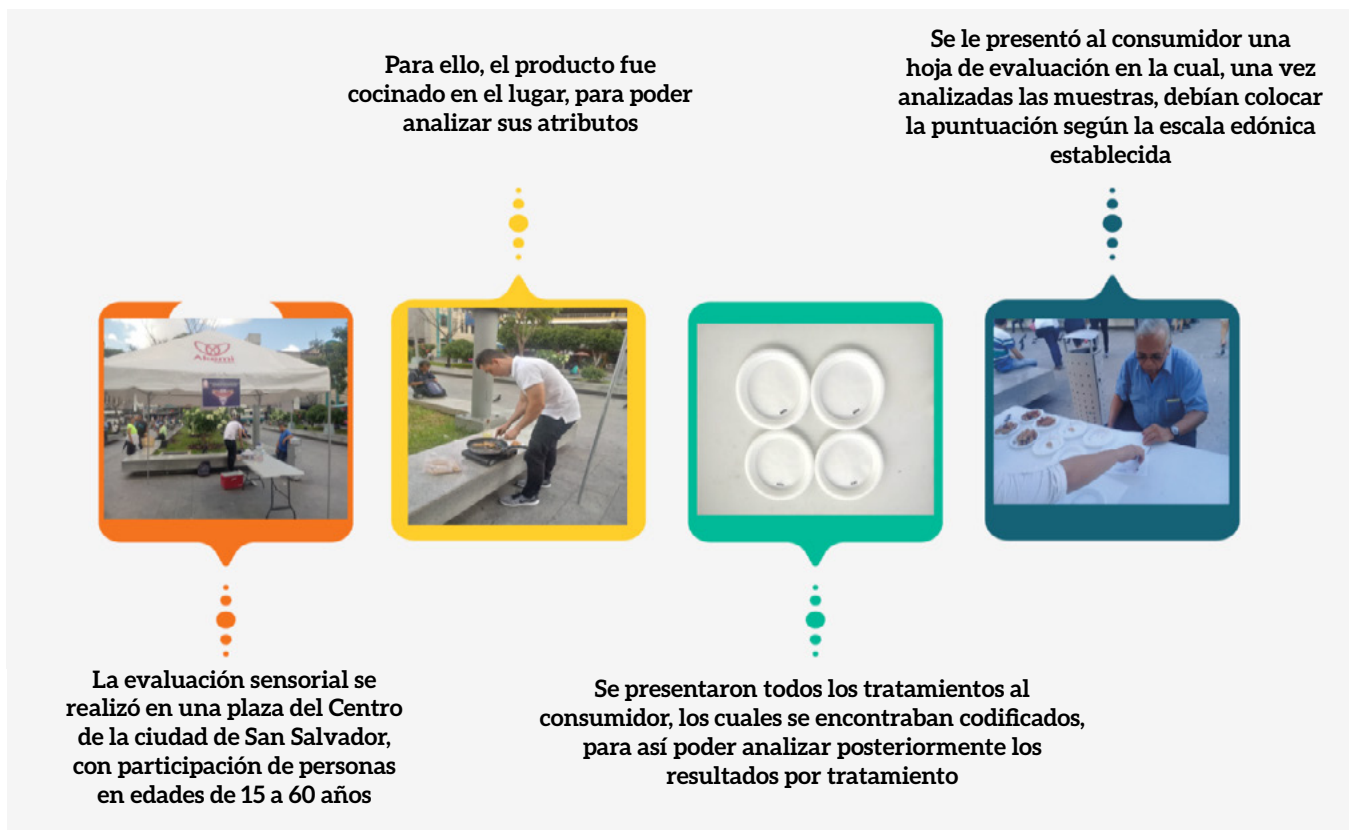 La evaluación sensorial se
realizó en una plaza del Centro
de la ciudad de San Salvador,
con participación de personas
en edades de 15 a 60 años
Para ello, el producto fue
cocinado en el lugar, para poder
analizar sus atributos
Se presentaron todos los tratamientos al
consumidor, los cuales se encontraban codificados,
para así poder analizar posteriormente los
resultados por tratamiento
Se le presentó al consumidor una
hoja de evaluación en la cual, una vez
analizadas las muestras, debían colocar
la puntuación según la escala edónica
establecida
Akemi